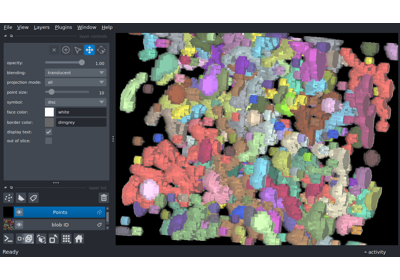 File View Layers Plugins Window Help
opacity: 1.00
blending: translucent
projection mode: all
point size: 10
symbol: disc
face color: white
border color: dimgrey
display text:
out of slice:
Points
blob ID
Ready
activity